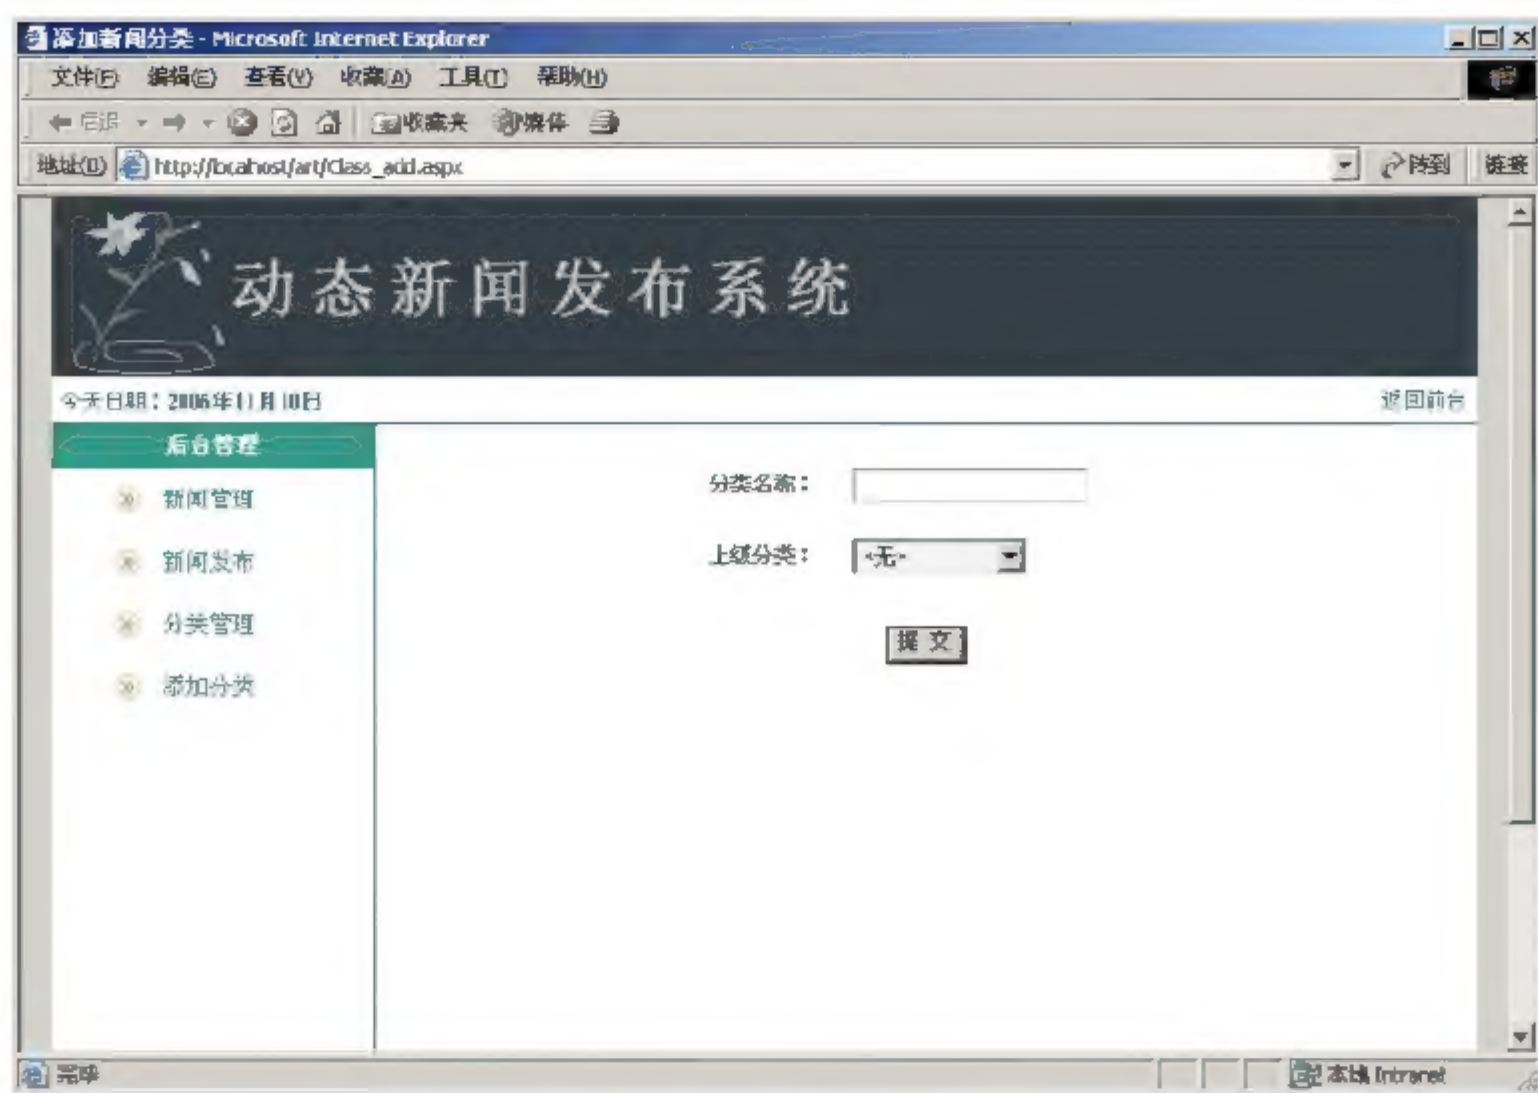 添加新闻分类 - Microsoft Internet Explorer
文件(F) 编辑(E) 查看(V) 收藏(A) 工具(T) 帮助(H)
后退 收藏夹 媒体
地址(D) http://localhost/art/Class_add.aspx 转到 链接
动态新闻发布系统
今天日期：2006年11月10日 返回前台
后台管理
分类名称：
新闻管理
上级分类： -无-
新闻发布
分类管理
提 交
添加分类
完毕 本地 Intranet